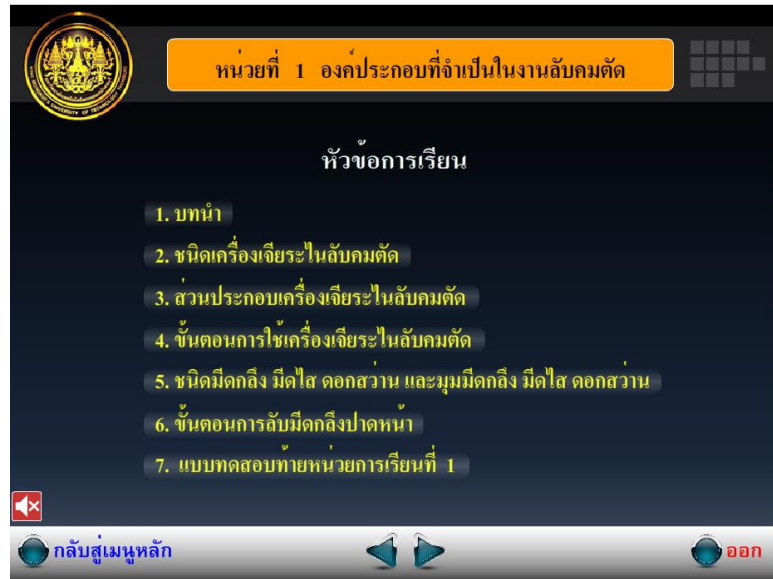 หน่วยที่ 1 องค์ประกอบที่จำเป็นในงานลับคมตัด
หัวข้อการเรียน
1. บทนำ
2. ชนิดเครื่องเจียระไนลับคมตัด
3. ส่วนประกอบเครื่องเจียระไนลับคมตัด
4. ขั้นตอนการใช้เครื่องเจียระไนลับคมตัด
5. ชนิดมีดกลึง มีดไส ดอกสว่าน และมุมมีดกลึง มีดไส ดอกสว่าน
6. ขั้นตอนการลับมีดกลึงปาดหน้า
7. แบบทดสอบท้ายหน่วยการเรียนที่ 1
กลับสู่เมนูหลัก
ออก